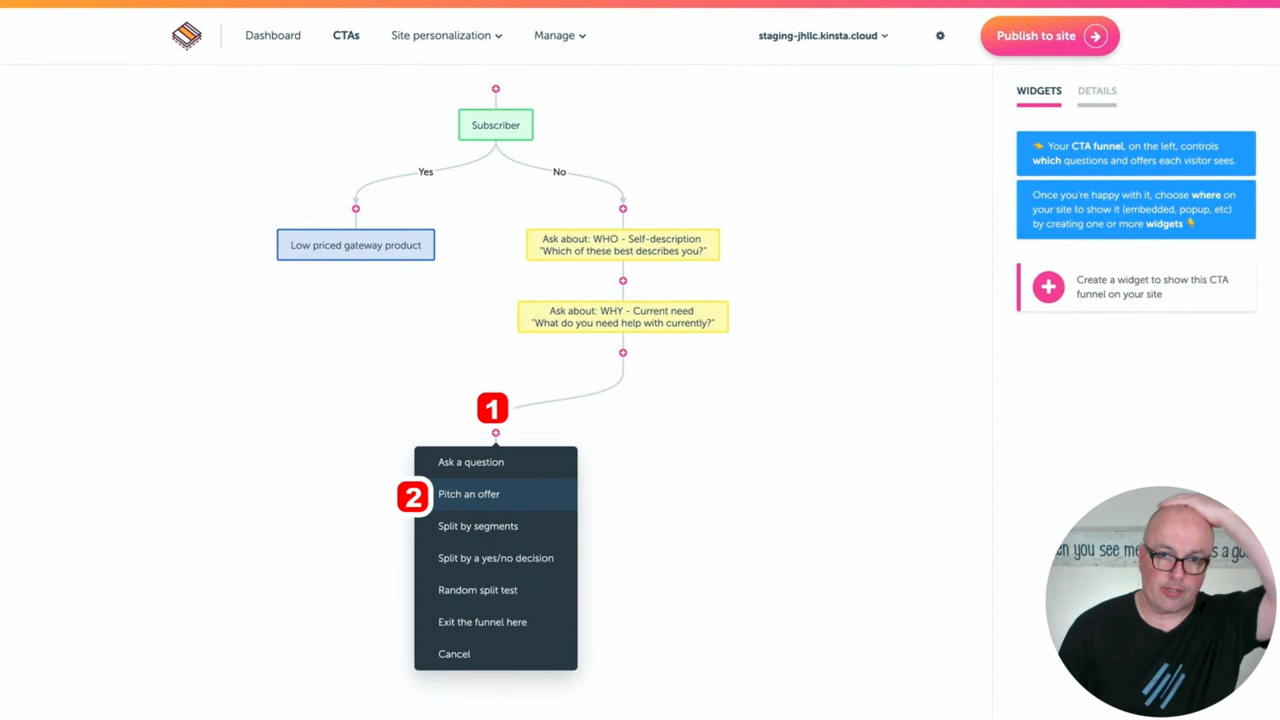 Dashboard
CTAs
Site personalization
Manage
staging-jhllc.kinsta.cloud
Publish to site
WIDGETS
DETAILS
Subscriber
Your CTA funnel, on the left, controls
which questions and offers each visitor sees.
Yes
No
Once you're happy with it, choose where on
your site to show it (embedded, popup, etc)
by creating one or more widgets
Low priced gateway product
Ask about: WHO - Self-description
"Which of these best describes you?"
Create a widget to show this CTA
funnel on your site
Ask about: WHY - Current need
"What do you need help with currently?"
1
Ask a question
2
Pitch an offer
Split by segments
Split by a yes/no decision
Random split test
Exit the funnel here
Cancel
you see me